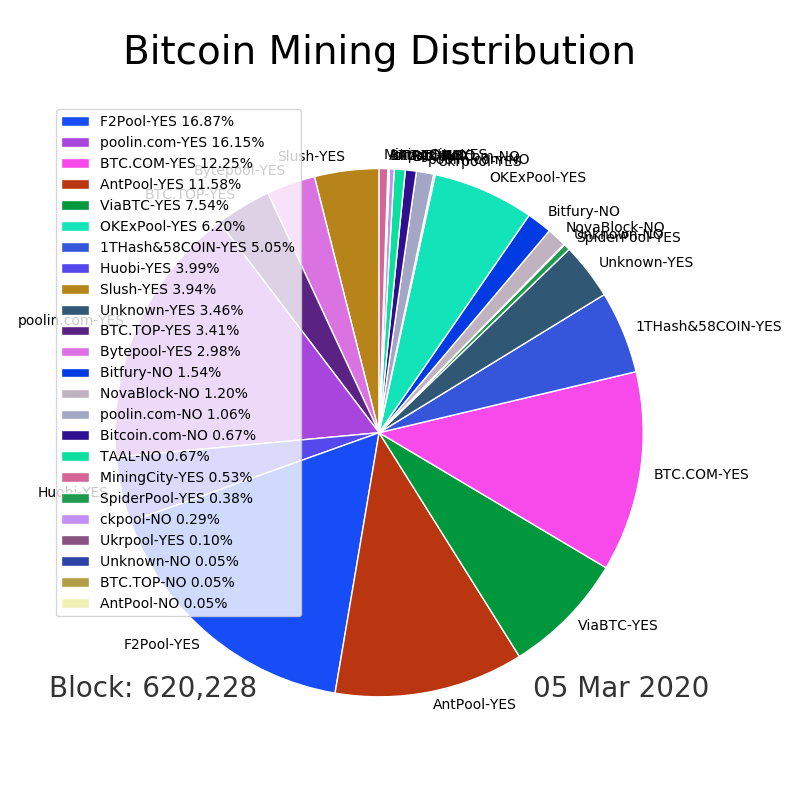 Bitcoin Mining Distribution
F2Pool-YES 16.87%
poolin.com-YES 16.15%
BTC.COM-YES 12.25%
AntPool-YES 11.58%
ViaBTC-YES 7.54%
OKExPool-YES 6.20%
1THash&58COIN-YES 5.05%
Huobi-YES 3.99%
Slush-YES 3.94%
Unknown-YES 3.46%
BTC.TOP-YES 3.41%
Bytepool-YES 2.98%
Bitfury-NO 1.54%
NovaBlock-NO 1.20%
poolin.com-NO 1.06%
Bitcoin.com-NO 0.67%
TAAL-NO 0.67%
MiningCity-YES 0.53%
SpiderPool-YES 0.38%
ckpool-NO 0.29%
Ukrpool-YES 0.10%
Unknown-NO 0.05%
BTC.TOP-NO 0.05%
AntPool-NO 0.05%
Slush-YES
Bytepool-YES
BTC.TOP-YES
poolin.com-YES
Huobi-YES
F2Pool-YES
AntPool-YES
ViaBTC-YES
BTC.COM-YES
1THash&58COIN-YES
Unknown-YES
SpiderPool-YES
Unknown-NO
NovaBlock-NO
Bitfury-NO
OKExPool-YES
Ukrpool-YES
Block: 620,228
05 Mar 2020